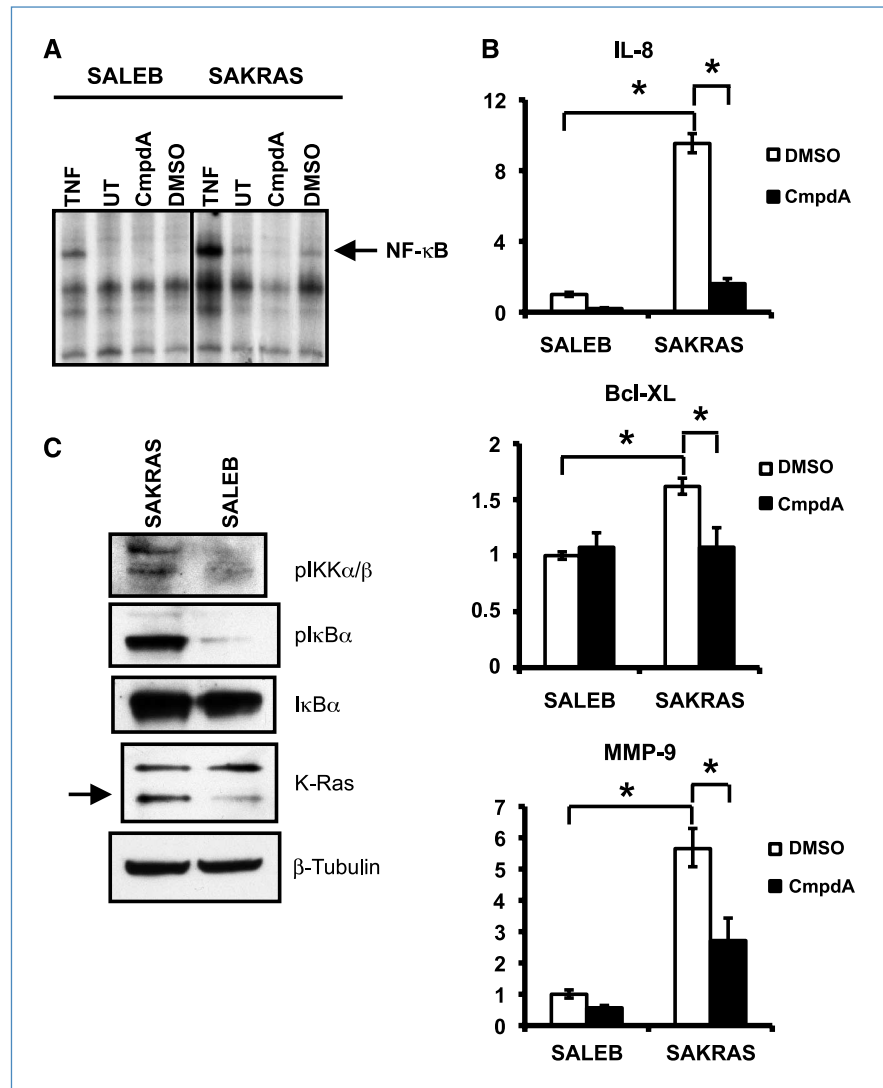 A
SALEB SAKRAS
TNF UT CmpdA DMSO TNF UT CmpdA DMSO
NF-κB
B
IL-8
12
8
4
0
SALEB SAKRAS
* *
DMSO
CmpdA
Bcl-XL
2
1.5
1
0.5
0
SALEB SAKRAS
* *
DMSO
CmpdA
MMP-9
7
6
5
4
3
2
1
0
SALEB SAKRAS
* *
DMSO
CmpdA
C
SAKRAS SALEB
pIKKα/β
pIκBα
IκBα
K-Ras
β-Tubulin